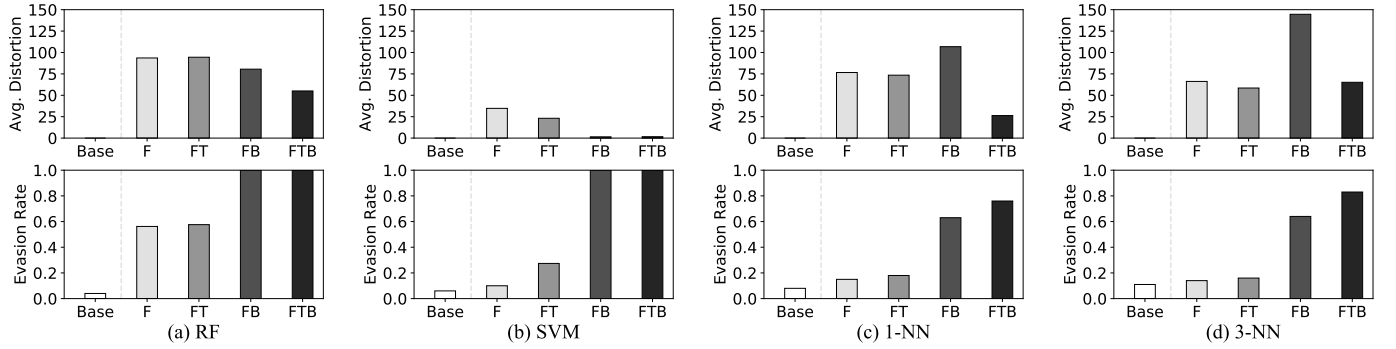 Avg. Distortion
150
125
100
75
50
25
0
Base F FT FB FTB
Evasion Rate
1.0
0.8
0.6
0.4
0.2
0.0
Base F FT FB FTB
(a) RF
Avg. Distortion
150
125
100
75
50
25
0
Base F FT FB FTB
Evasion Rate
1.0
0.8
0.6
0.4
0.2
0.0
Base F FT FB FTB
(b) SVM
Avg. Distortion
150
125
100
75
50
25
0
Base F FT FB FTB
Evasion Rate
1.0
0.8
0.6
0.4
0.2
0.0
Base F FT FB FTB
(c) 1-NN
Avg. Distortion
150
125
100
75
50
25
0
Base F FT FB FTB
Evasion Rate
1.0
0.8
0.6
0.4
0.2
0.0
Base F FT FB FTB
(d) 3-NN